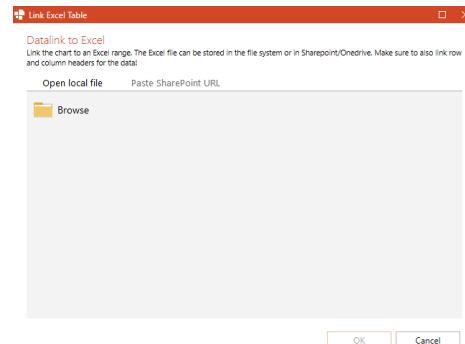 Link Excel Table
Datalink to Excel
Link the chart to an Excel range. The Excel file can be stored in the file system or in Sharepoint/Onedrive. Make sure to also link row
and column headers for the data!
Open local file Paste SharePoint URL
Browse
OK Cancel